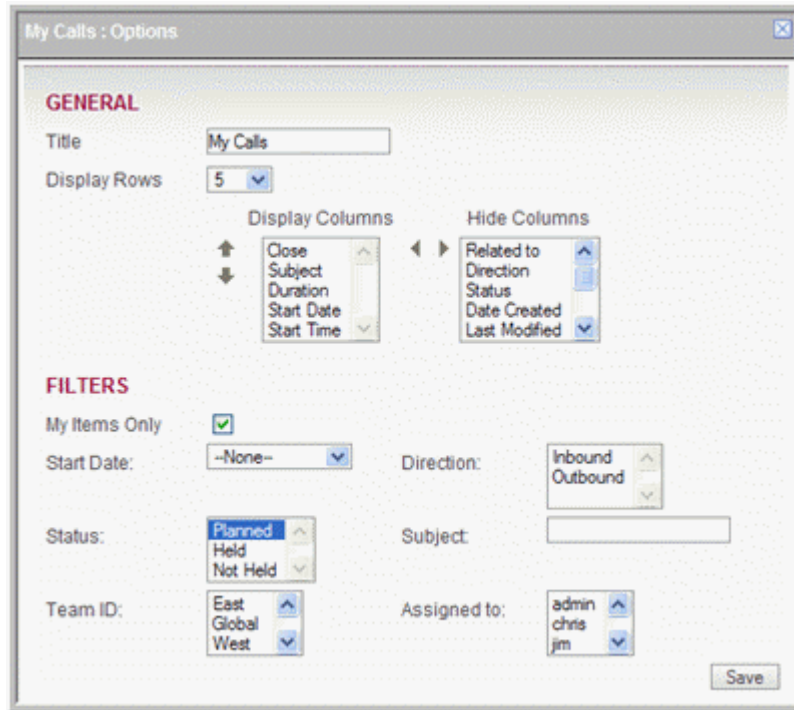 My Calls : Options
GENERAL
Title My Calls
Display Rows 5
Display Columns Hide Columns
Close Related to
Subject Direction
Duration Status
Start Date Date Created
Start Time Last Modified
FILTERS
My Items Only
Start Date: --None-- Direction: Inbound
Outbound
Status: Planned Subject:
Held
Not Held
Team ID: East Assigned to: admin
Global chris
West jim
Save